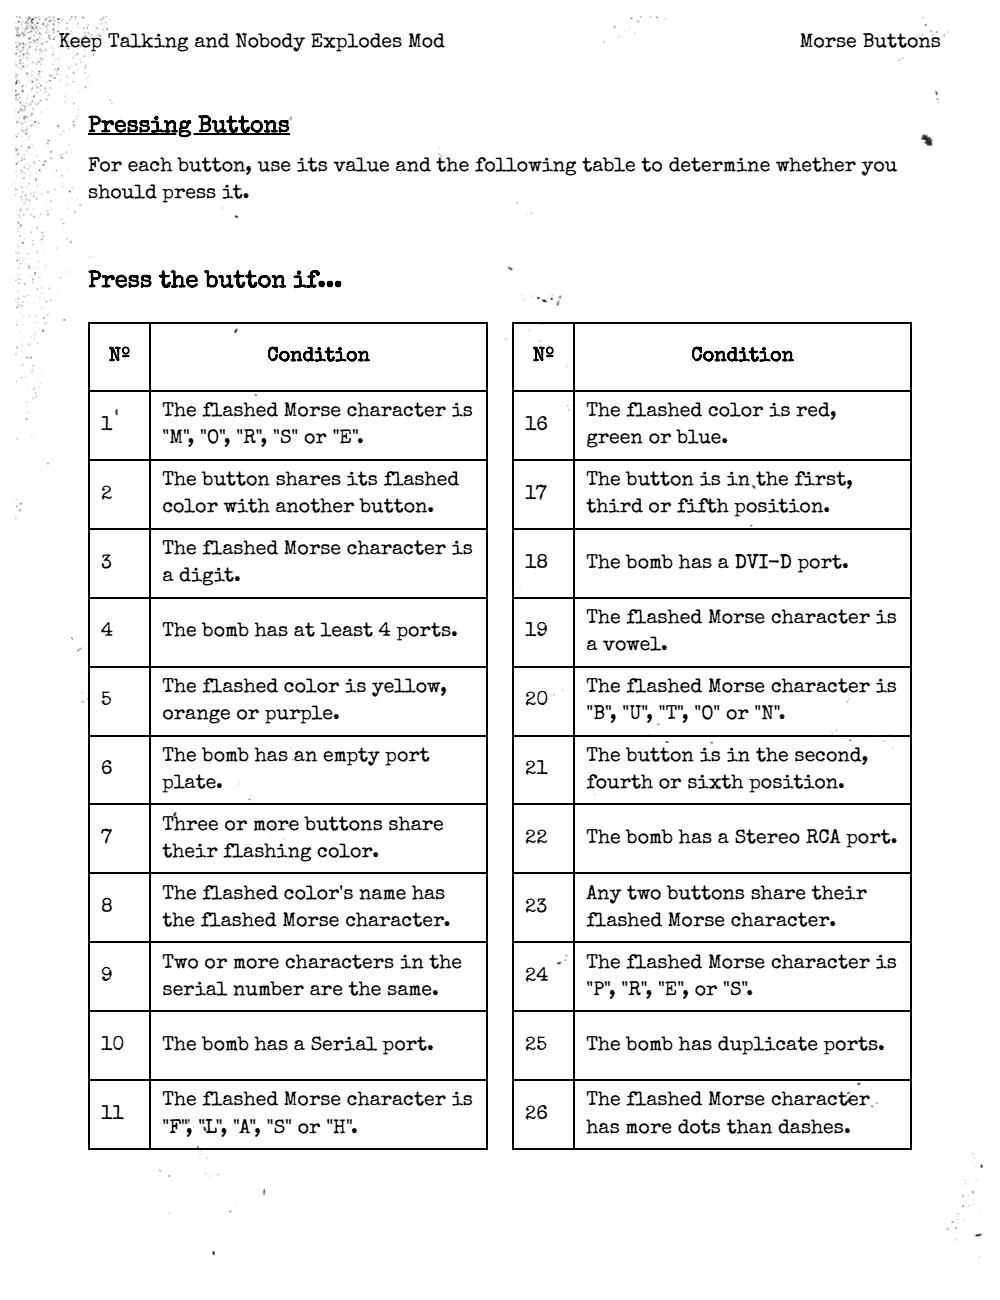 Keep Talking and Nobody Explodes Mod
Morse Buttons
Pressing Buttons
For each button, use its value and the following table to determine whether you
should press it.
Press the button if...
Nº Condition
1 The flashed Morse character is
"M", "O", "R", "S" or "E".
2 The button shares its flashed
color with another button.
3 The flashed Morse character is
a digit.
4 The bomb has at least 4 ports.
5 The flashed color is yellow,
orange or purple.
6 The bomb has an empty port
plate.
7 Three or more buttons share
their flashing color.
8 The flashed color's name has
the flashed Morse character.
9 Two or more characters in the
serial number are the same.
10 The bomb has a Serial port.
11 The flashed Morse character is
"F", "L", "A", "S" or "H".
Nº Condition
16 The flashed color is red,
green or blue.
17 The button is in the first,
third or fifth position.
18 The bomb has a DVI-D port.
19 The flashed Morse character is
a vowel.
20 The flashed Morse character is
"B", "U", "T", "O" or "N".
21 The button is in the second,
fourth or sixth position.
22 The bomb has a Stereo RCA port.
23 Any two buttons share their
flashed Morse character.
24 The flashed Morse character is
"P", "R", "E", or "S".
25 The bomb has duplicate ports.
26 The flashed Morse character
has more dots than dashes.